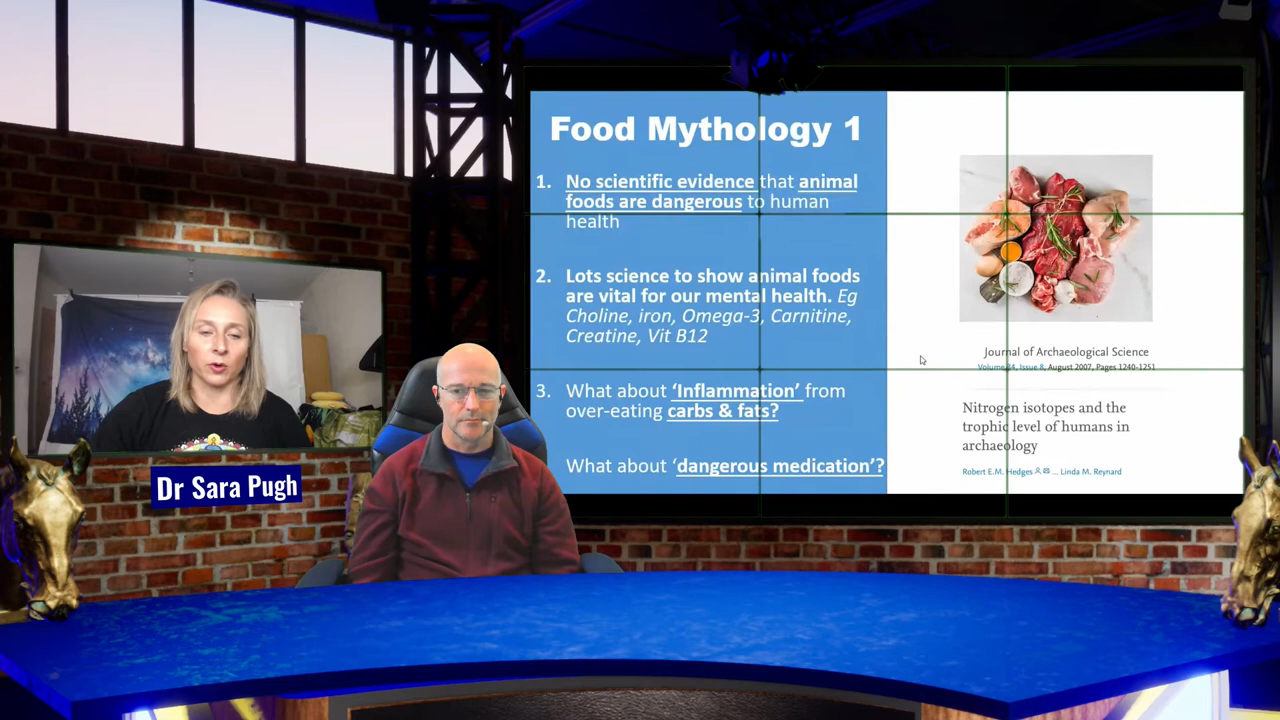 Food Mythology 1
1. No scientific evidence that animal
foods are dangerous to human
health
2. Lots science to show animal foods
are vital for our mental health. Eg
Choline, iron, Omega-3, Carnitine,
Creatine, Vit B12
3. What about ‘Inflammation’ from
over-eating carbs & fats?
What about ‘dangerous medication’?
Journal of Archaeological Science
Volume 34, Issue 8, August 2007, Pages 1240-1251
Nitrogen isotopes and the
trophic level of humans in
archaeology
Robert E.M. Hedges ... Linda M. Reynard
Dr Sara Pugh